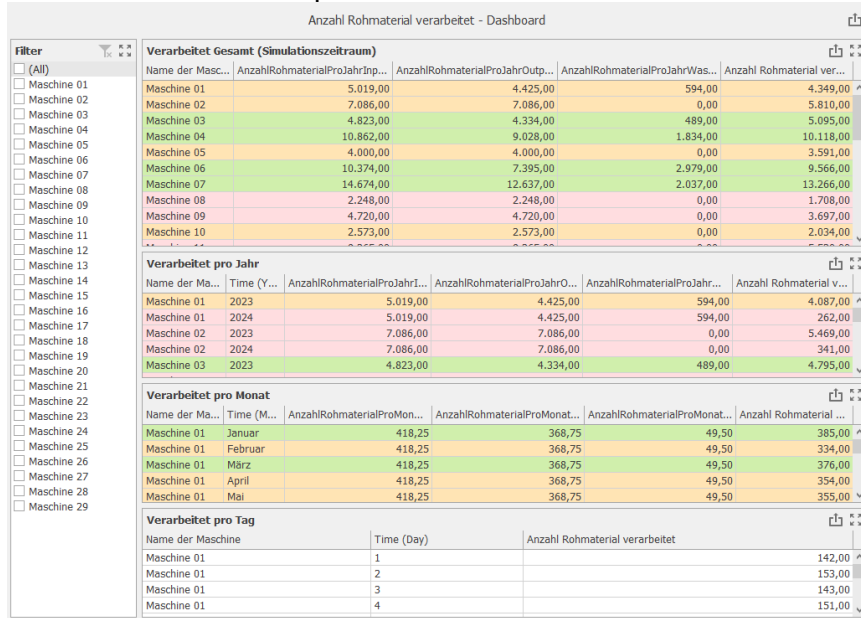 Anzahl Rohmaterial verarbeitet - Dashboard
Filter
(All)
Maschine 01
Maschine 02
Maschine 03
Maschine 04
Maschine 05
Maschine 06
Maschine 07
Maschine 08
Maschine 09
Maschine 10
Maschine 11
Maschine 12
Maschine 13
Maschine 14
Maschine 15
Maschine 16
Maschine 17
Maschine 18
Maschine 19
Maschine 20
Maschine 21
Maschine 22
Maschine 23
Maschine 24
Maschine 25
Maschine 26
Maschine 27
Maschine 28
Maschine 29
Verarbeitet Gesamt (Simulationszeitraum)
Name der Masc... AnzahlRohmaterialProJahrInp... AnzahlRohmaterialProJahrOutp... AnzahlRohmaterialProJahrWas... Anzahl Rohmaterial ver...
Maschine 01 5.019,00 4.425,00 594,00 4.349,00
Maschine 02 7.086,00 7.086,00 0,00 5.810,00
Maschine 03 4.823,00 4.334,00 489,00 5.095,00
Maschine 04 10.862,00 9.028,00 1.834,00 10.118,00
Maschine 05 4.000,00 4.000,00 0,00 3.591,00
Maschine 06 10.374,00 7.395,00 2.979,00 9.566,00
Maschine 07 14.674,00 12.637,00 2.037,00 13.266,00
Maschine 08 2.248,00 2.248,00 0,00 1.708,00
Maschine 09 4.720,00 4.720,00 0,00 3.697,00
Maschine 10 2.573,00 2.573,00 0,00 2.034,00
Verarbeitet pro Jahr
Name der Ma... Time (Y... AnzahlRohmaterialProJahrI... AnzahlRohmaterialProJahrO... AnzahlRohmaterialProJahr... Anzahl Rohmaterial v...
Maschine 01 2023 5.019,00 4.425,00 594,00 4.087,00
Maschine 01 2024 5.019,00 4.425,00 594,00 262,00
Maschine 02 2023 7.086,00 7.086,00 0,00 5.469,00
Maschine 02 2024 7.086,00 7.086,00 0,00 341,00
Maschine 03 2023 4.823,00 4.334,00 489,00 4.795,00
Verarbeitet pro Monat
Name der Ma... Time (M... AnzahlRohmaterialProMon... AnzahlRohmaterialProMonat... AnzahlRohmaterialProMonat... Anzahl Rohmaterial ...
Maschine 01 Januar 418,25 368,75 49,50 385,00
Maschine 01 Februar 418,25 368,75 49,50 334,00
Maschine 01 März 418,25 368,75 49,50 376,00
Maschine 01 April 418,25 368,75 49,50 354,00
Maschine 01 Mai 418,25 368,75 49,50 355,00
Verarbeitet pro Tag
Name der Maschine Time (Day) Anzahl Rohmaterial verarbeitet
Maschine 01 1 142,00
Maschine 01 2 153,00
Maschine 01 3 143,00
Maschine 01 4 151,00